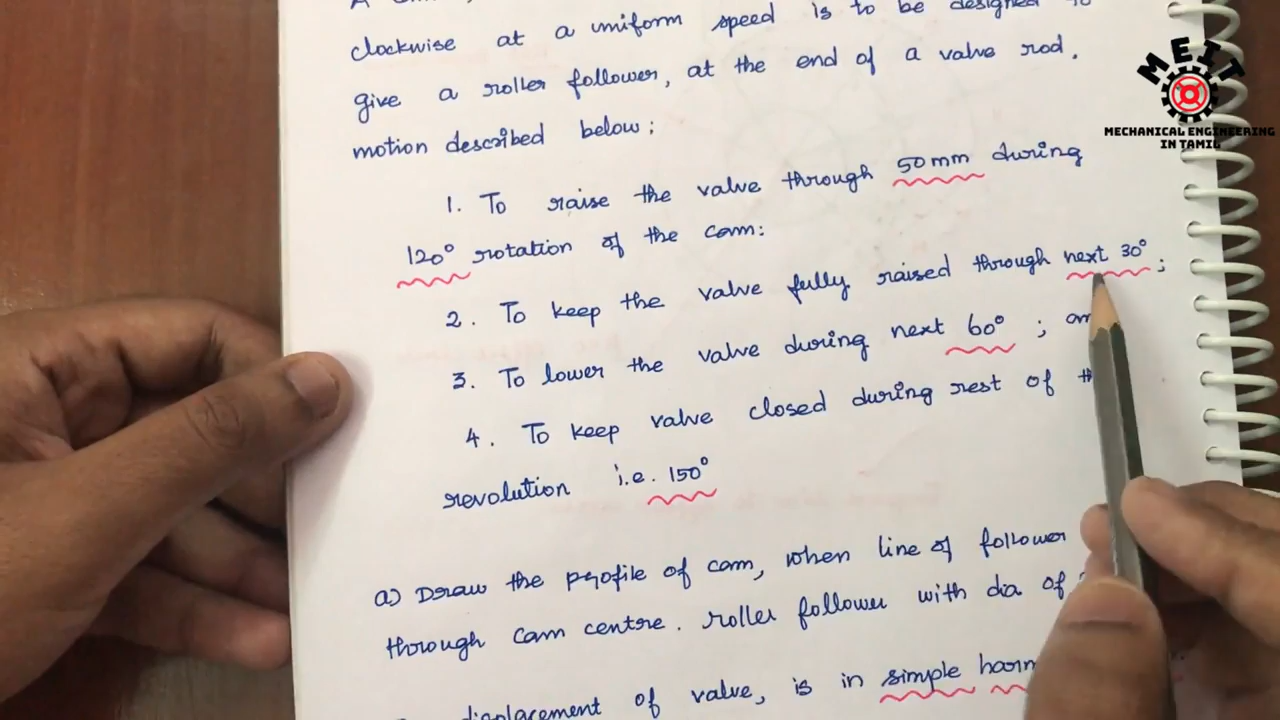 clockwise at a uniform speed is to be designed to
give a roller follower, at the end of a valve rod.
motion described below;
1. To raise the valve through 50mm during
120° rotation of the cam:
2. To keep the valve fully raised through next 30° ;
3. To lower the valve during next 60° ;
4. To keep valve closed during rest of
revolution i.e. 150°
a) Draw the profile of cam, when line of follower
through cam centre. roller follower with dia of
displacement of valve, is in simple
MEIT
MECHANICAL ENGINEERING
IN TAMIL